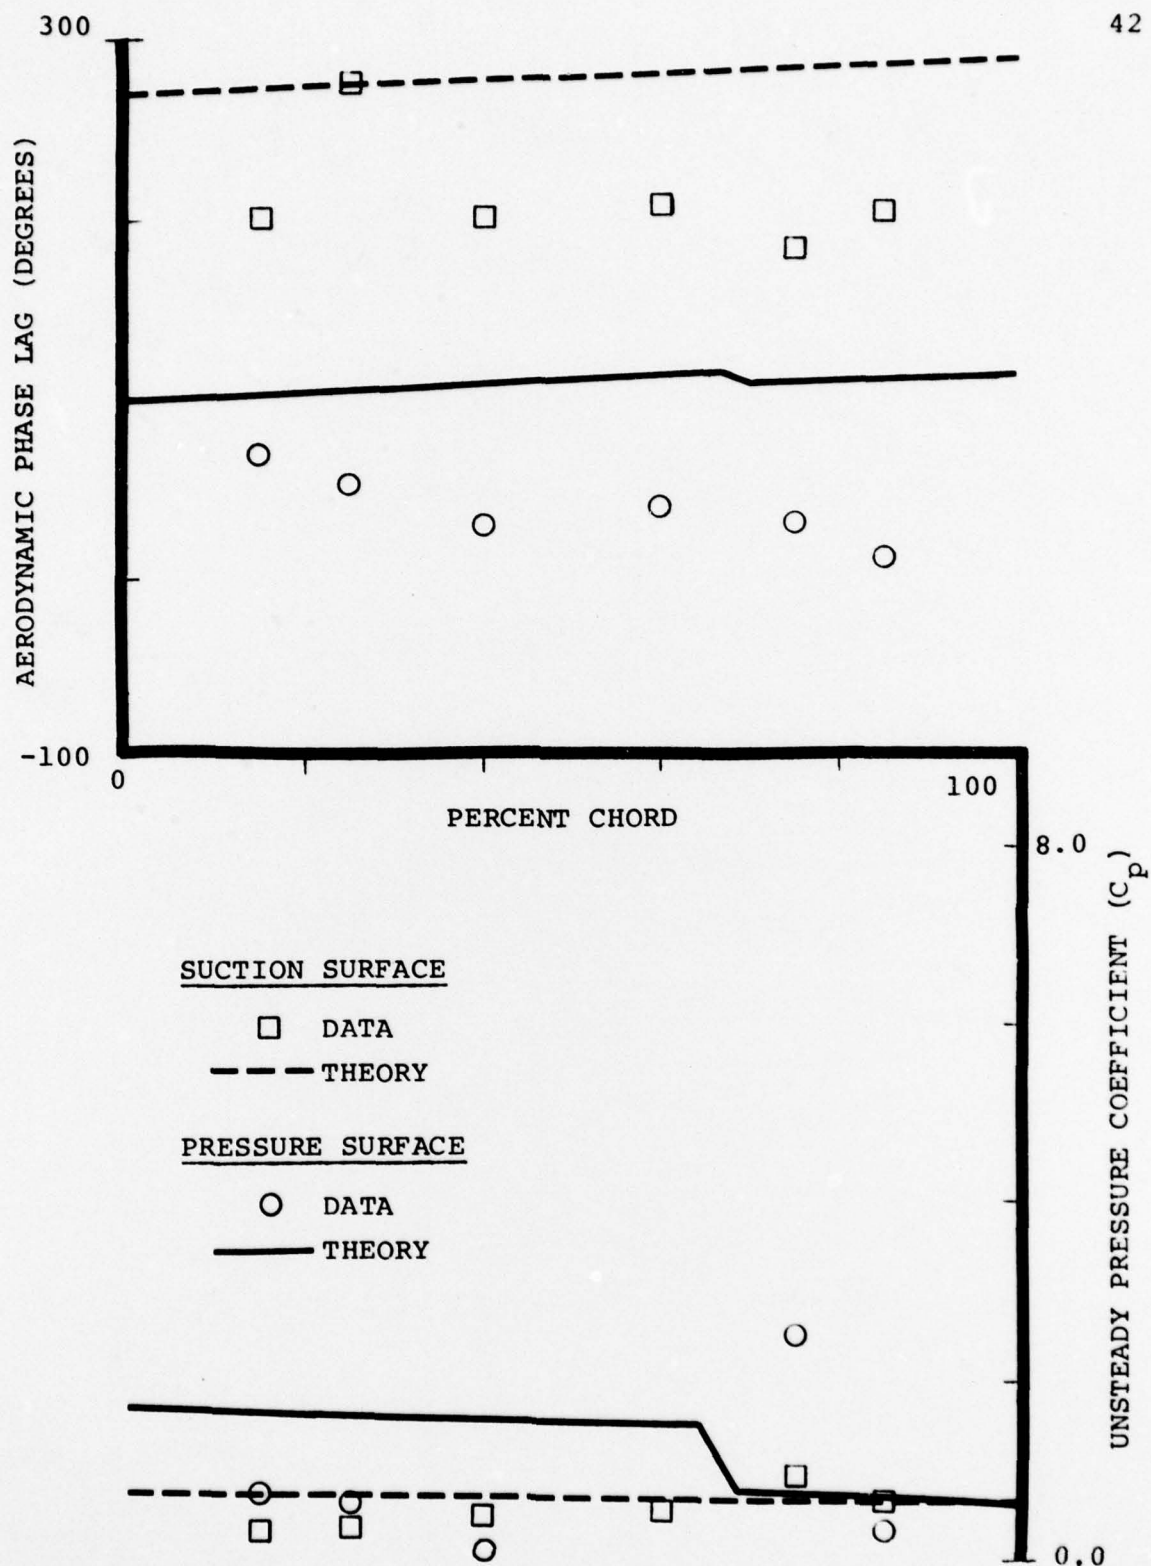 42
300
AERODYNAMIC PHASE LAG (DEGREES)
-100
0
100
PERCENT CHORD
8.0
UNSTEADY PRESSURE COEFFICIENT (Cp)
SUCTION SURFACE
DATA
THEORY
PRESSURE SURFACE
DATA
THEORY
0.0